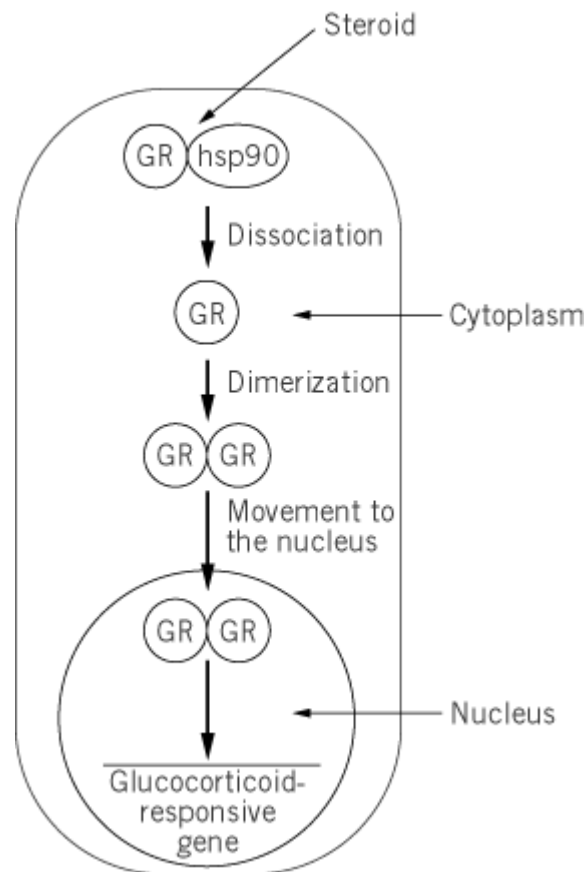 Steroid
GR hsp90
Dissociation
GR
Cytoplasm
Dimerization
GR GR
Movement to
the nucleus
GR GR
Nucleus
Glucocorticoid-
responsive
gene